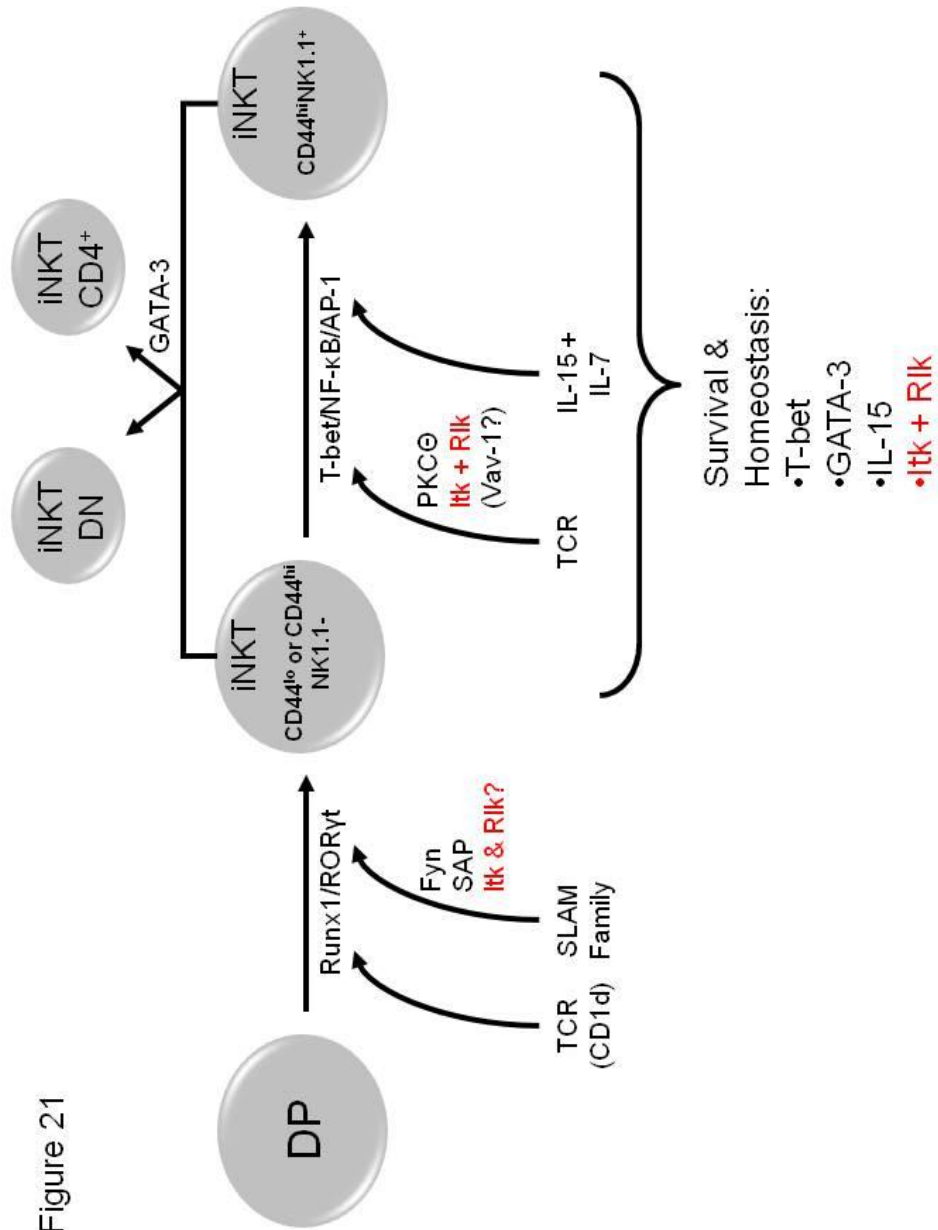 Figure 21
iNKT
DN
iNKT
CD4⁺
GATA-3
DP
Runx1/RORγt
iNKT
CD44ˡᵒ or CD44ʰⁱ
NK1.1-
T-bet/NF-κB/AP-1
iNKT
CD44ʰⁱNK1.1⁺
Fyn
SAP
Itk & Rlk?
TCR
(CD1d)
SLAM
Family
PKCΘ
Itk + Rlk
(Vav-1?)
TCR
IL-15 +
IL-7
Survival &
Homeostasis:
•T-bet
•GATA-3
•IL-15
•Itk + Rlk